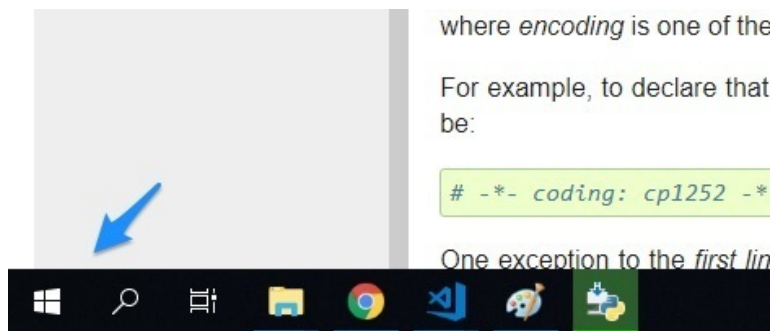 where encoding is one of the
For example, to declare that
be:
# -*- coding: cp1252 -*
One exception to the first lin